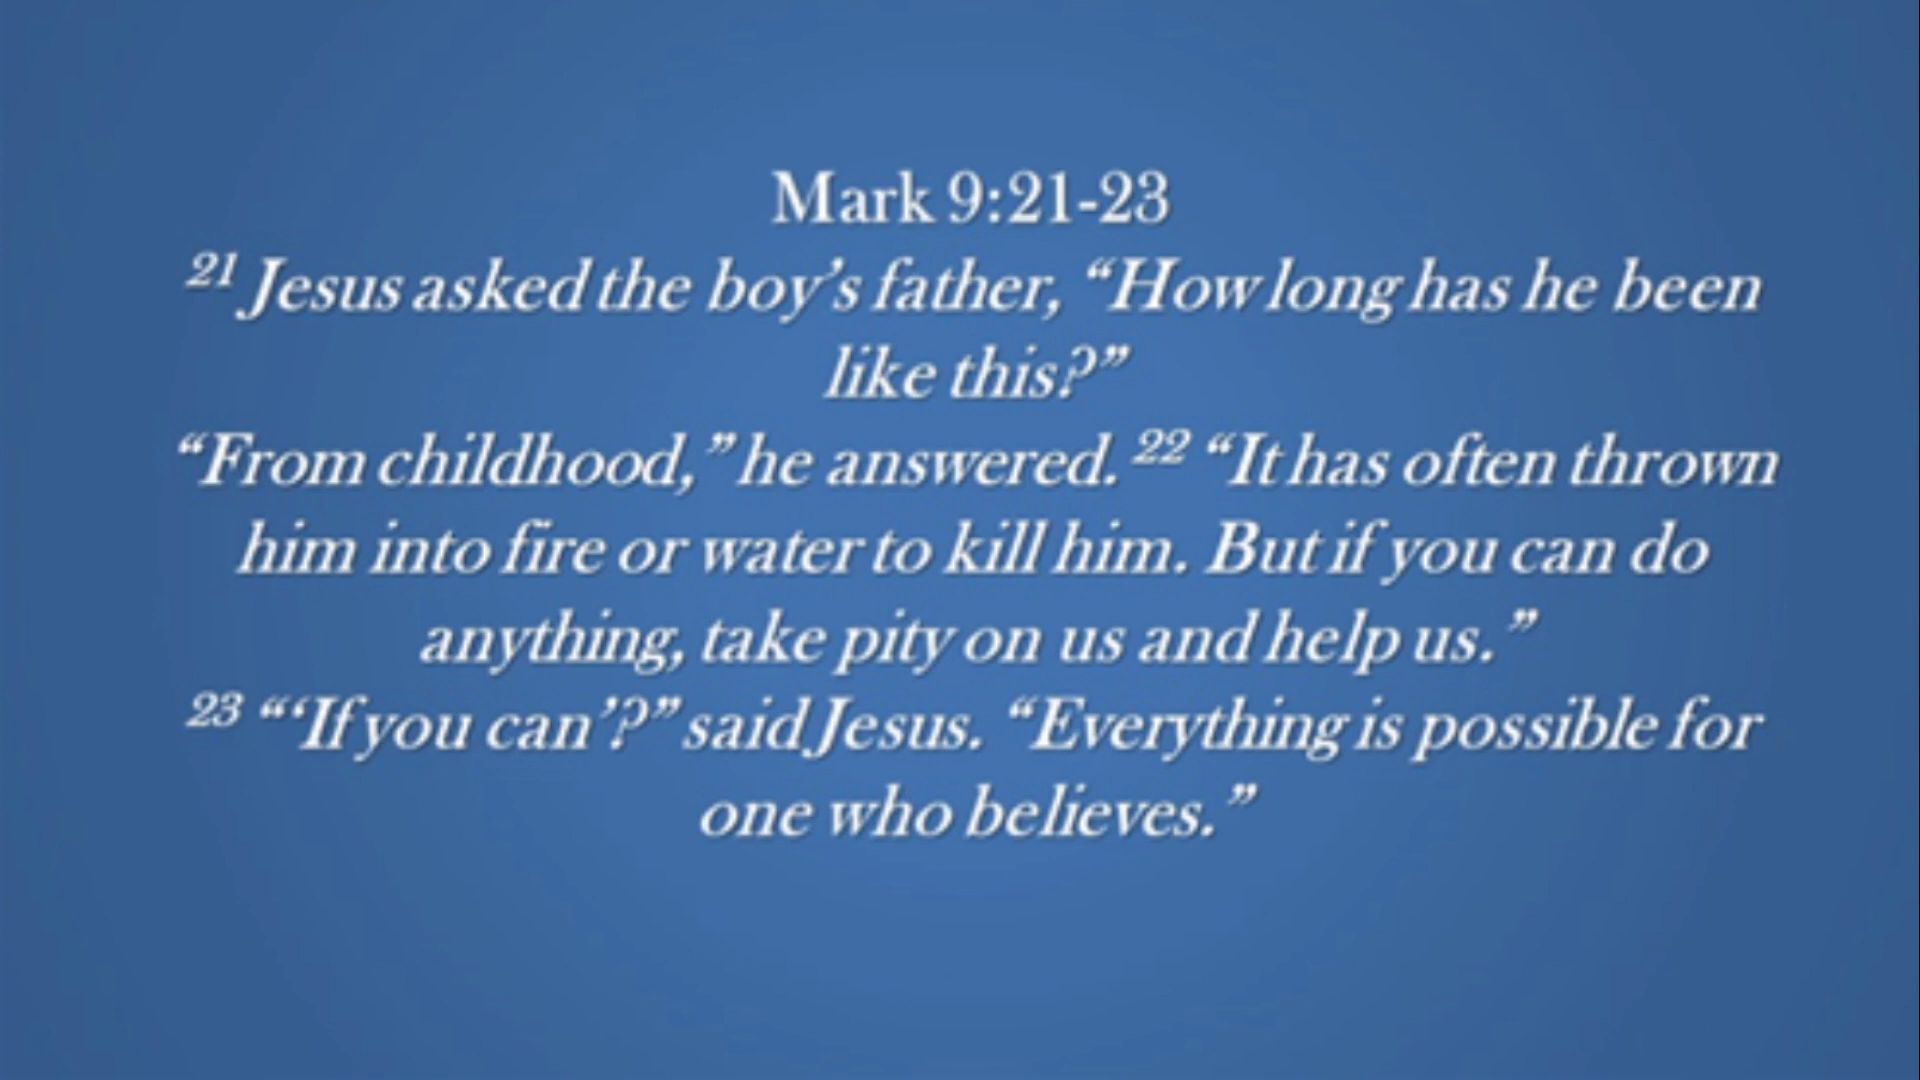 Mark 9:21-23
21 Jesus asked the boy’s father, “How long has he been
like this?”
“From childhood,” he answered. 22 “It has often thrown
him into fire or water to kill him. But if you can do
anything, take pity on us and help us.”
23 “‘If you can’?” said Jesus. “Everything is possible for
one who believes.”